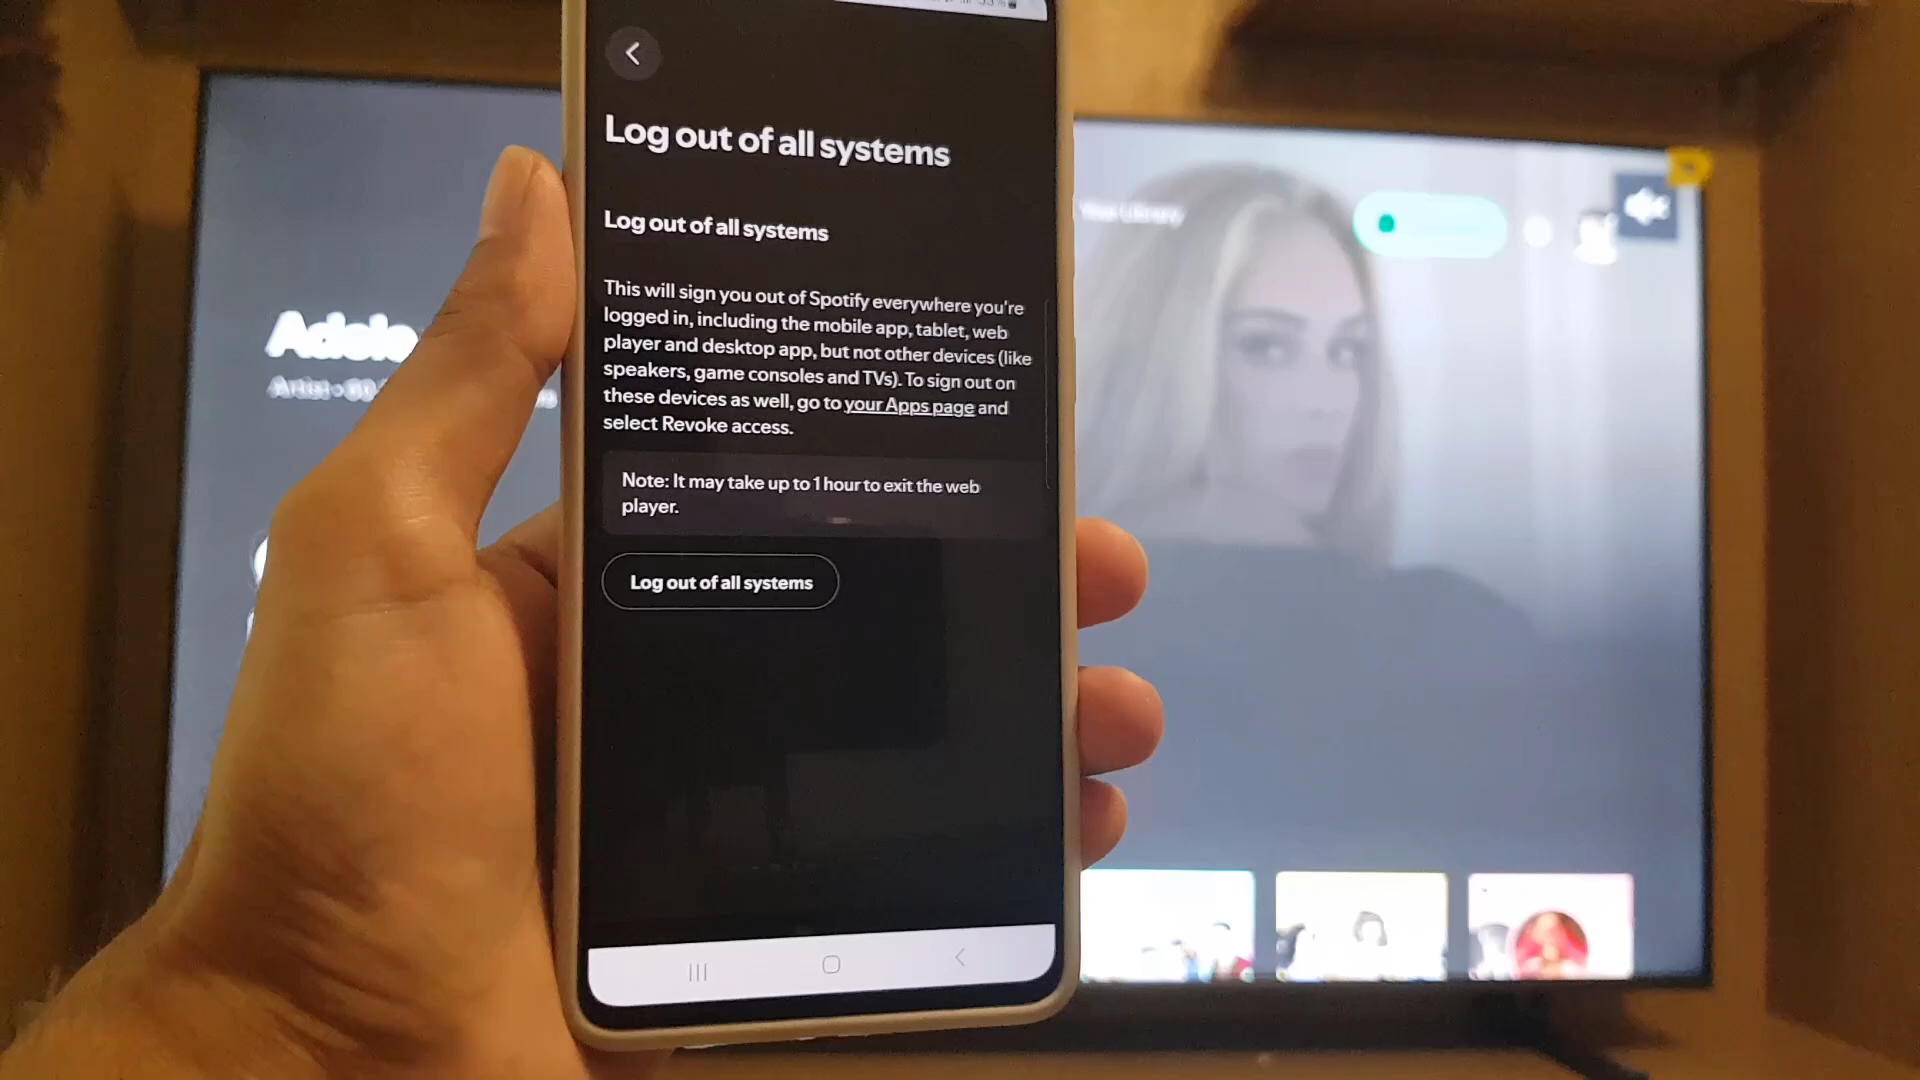 Log out of all systems
Log out of all systems
This will sign you out of Spotify everywhere you're
logged in, including the mobile app, tablet, web
player and desktop app, but not other devices (like
speakers, game consoles and TVs). To sign out on
these devices as well, go to your Apps page and
select Revoke access.
Note: It may take up to 1 hour to exit the web
player.
Log out of all systems
Adele
Artist
Your Library